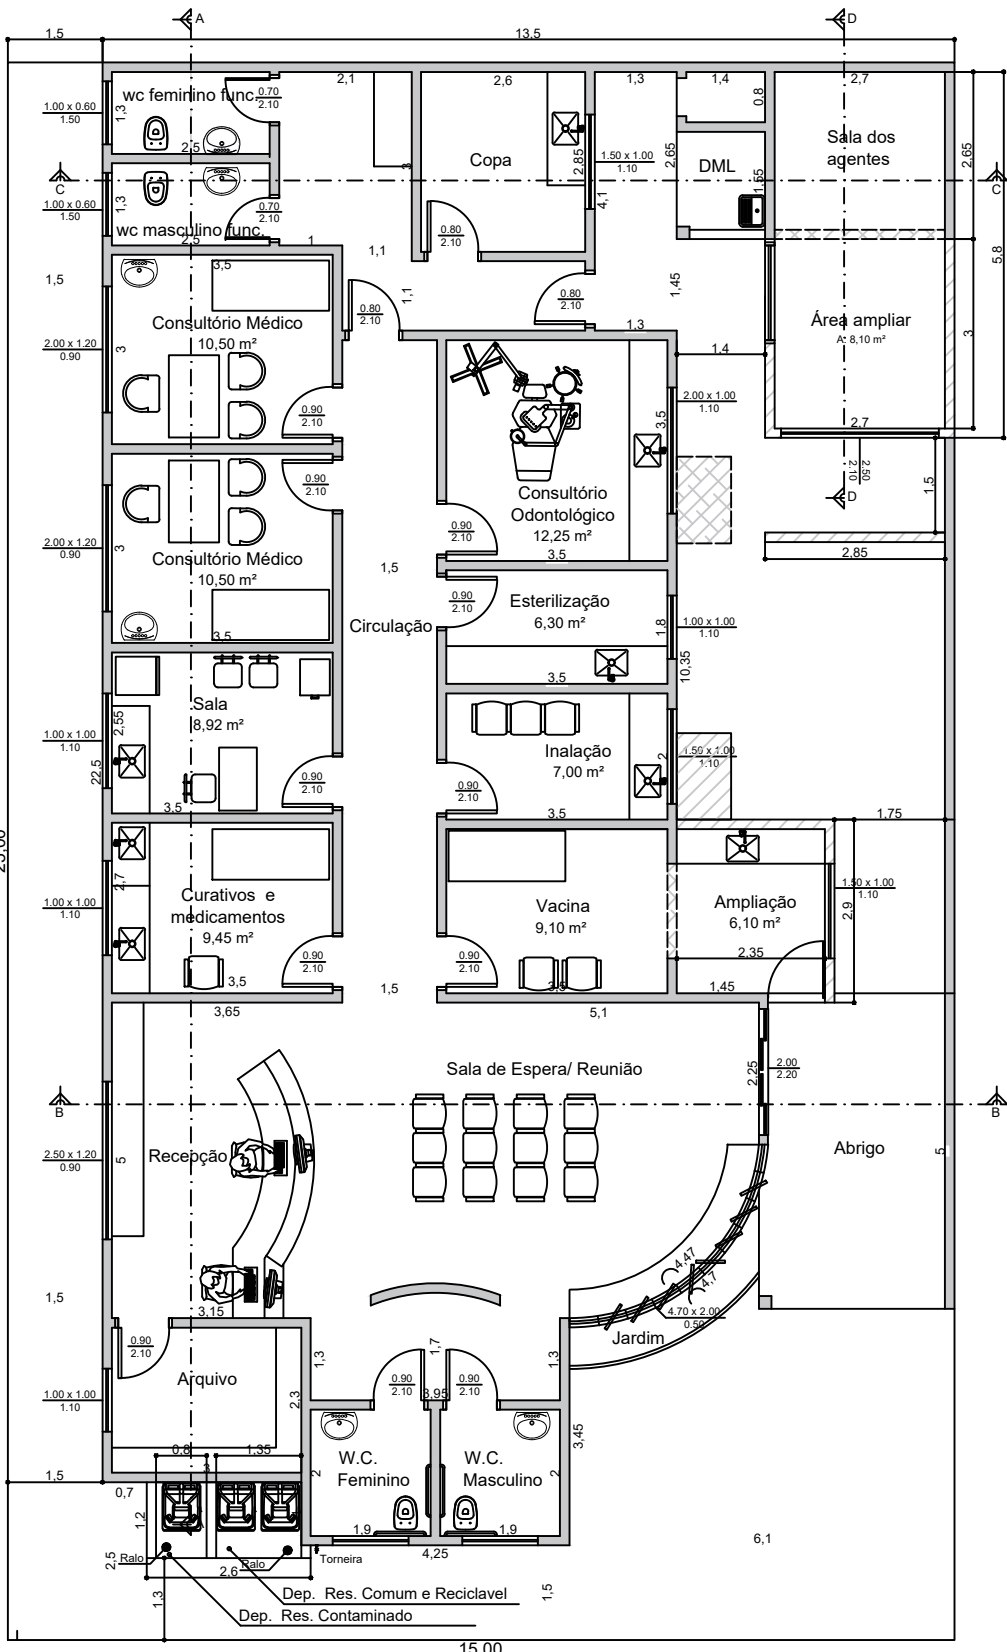 A
D
1,5
13.5
2,1
2,6
1,3
1,4
2,7
wc feminino func.
0.70
2.10
1.00 x 0.60
1.50
1,3
2,5
0,8
Sala dos
agentes
Copa
2,85
1.50 x 1.00
1.10
2,65
DML
1,55
2,65
3
C
C
1.00 x 0.60
1.50
1,3
0.70
2.10
wc masculino func.
2,5
1
4,1
0.80
2.10
1,1
5,8
1,5
3,5
1,1
0.80
2.10
0.80
2.10
1,45
1,3
Consultório Médico
10,50 m²
Área ampliar
A: 8,10 m²
3
2.00 x 1.20
0.90
3
1,4
0.90
2.10
2.00 x 1.00
1.10
3,5
2,7
2.50
2.10
1,5
D
Consultório
Odontológico
12,25 m²
0.90
2.10
0.90
2.10
2.00 x 1.20
0.90
3
Consultório Médico
10,50 m²
3,5
2,85
1,5
0.90
2.10
Esterilização
6,30 m²
1,8
1.00 x 1.00
1.10
Circulação
3,5
10,35
3,5
Sala
8,92 m²
2,55
1.00 x 1.00
1.10
22,5
0.90
2.10
3,5
Inalação
7,00 m²
2
1.50 x 1.00
1.10
0.90
2.10
3,5
1,75
25,00
2,7
Curativos e
medicamentos
9,45 m²
1.00 x 1.00
1.10
Vacina
9,10 m²
Ampliação
6,10 m²
1.50 x 1.00
1.10
2,9
0.90
2.10
0.90
2.10
2,35
3,5
1,5
3,5
1,45
3,65
5,1
Sala de Espera/ Reunião
2,25
2.00
2.20
B
B
2.50 x 1.20
0.90
5
Recepção
Abrigo
5
4,47
4,7
1,5
3,15
4.70 x 2.00
0.50
Jardim
0.90
2.10
1,3
1,7
1,3
1.00 x 1.00
1.10
Arquivo
2,3
0.90
2.10
3,95
0.90
2.10
W.C.
Feminino
W.C.
Masculino
3,45
2
2
0,8
1,35
3
1,5
0,7
1,2
1,9
1,9
4,25
6,1
2,5
Ralo
Ralo
Torneira
2,6
1,3
Dep. Res. Comum e Reciclavel
1,5
Dep. Res. Contaminado
15,00